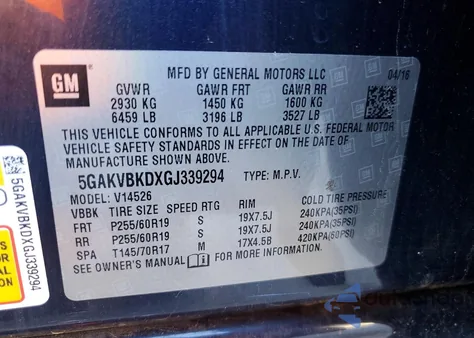 GM
MFD BY GENERAL MOTORS LLC 04/16
GVWR GAWR FRT GAWR RR
2930 KG 1450 KG 1600 KG
6459 LB 3196 LB 3527 LB
THIS VEHICLE CONFORMS TO ALL APPLICABLE U.S. FEDERAL MOTOR
VEHICLE SAFETY STANDARDS IN EFFECT ON THE DATE OF
MANUFACTURE SHOWN ABOVE.
5GAKVBKDXGJ339294 TYPE: M.P.V.
MODEL: V14526
VBBK TIRE SIZE SPEED RTG RIM COLD TIRE PRESSURE
FRT P255/60R19 S 19X7.5J 240KPA(35PSI)
RR P255/60R19 S 19X7.5J 240KPA(35PSI)
SPA T145/70R17 M 17X4.5B 420KPA(60PSI)
SEE OWNER'S MANUAL FOR MORE INFORMATION.
5GAKVBKDXGJ339294